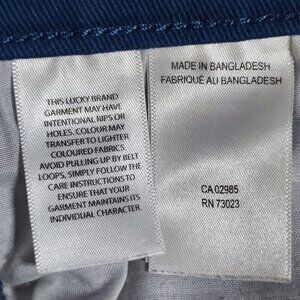 THIS LUCKY BRAND
GARMENT MAY HAVE
INTENTIONAL RIPS OR
HOLES. COLOUR MAY
TRANSFER TO LIGHTER
COLOURED FABRICS.
AVOID PULLING UP BY BELT
LOOPS, SIMPLY FOLLOW THE
CARE INSTRUCTIONS TO
ENSURE THAT YOUR
GARMENT MAINTAINS ITS
INDIVIDUAL CHARACTER.
MADE IN BANGLADESH
FABRIQUÉ AU BANGLADESH
CA 02985
RN 73023